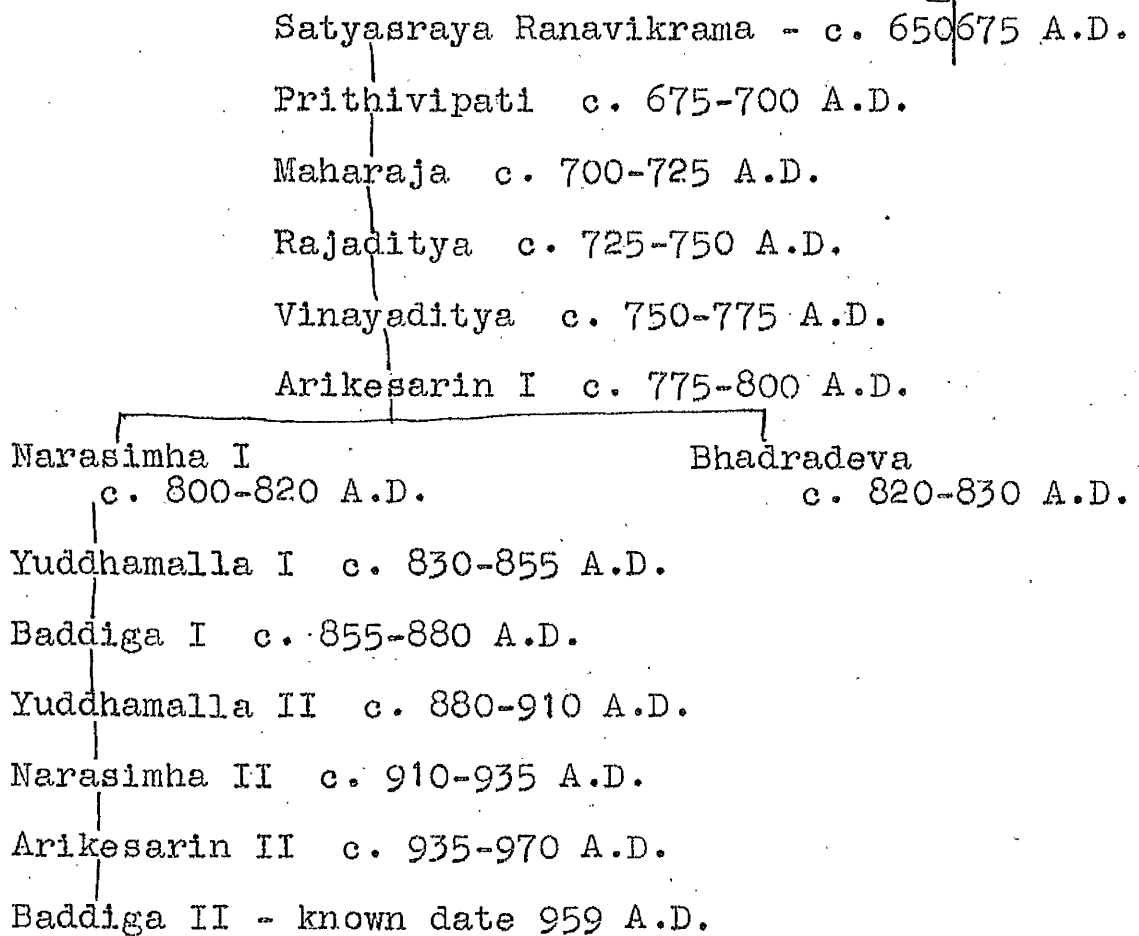 Satyasraya Ranavikrama - c. 650|675 A.D.
Prithivipati c. 675-700 A.D.
Maharaja c. 700-725 A.D.
Rajaditya c. 725-750 A.D.
Vinayaditya c. 750-775 A.D.
Arikesarin I c. 775-800 A.D.
Narasimha I
c. 800-820 A.D.
Bhadradeva
c. 820-830 A.D.
Yuddhamalla I c. 830-855 A.D.
Baddiga I c. 855-880 A.D.
Yuddhamalla II c. 880-910 A.D.
Narasimha II c. 910-935 A.D.
Arikesarin II c. 935-970 A.D.
Baddiga II - known date 959 A.D.